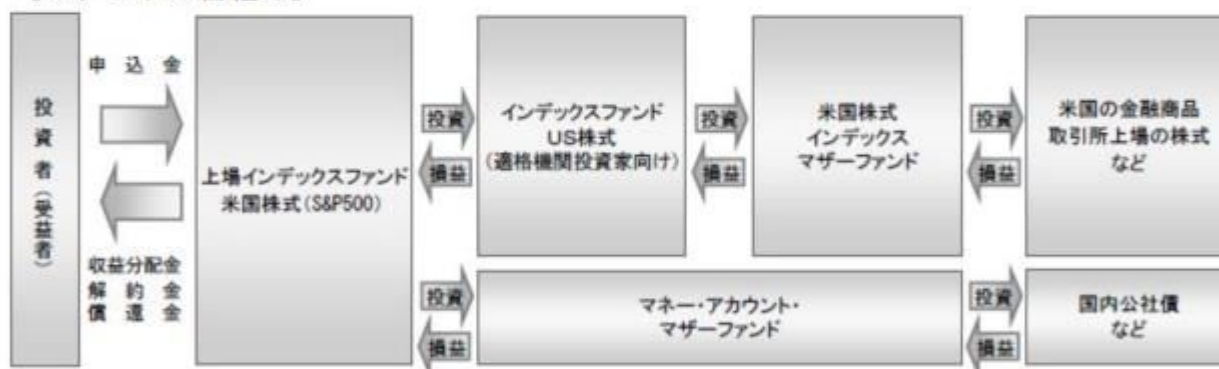 投資者(受益者)
申込金
収益分配金
解約金
償還金
上場インデックスファンド
米国株式(S&P500)
投資
損益
インデックスファンド
US株式
(適格機関投資家向け)
投資
損益
米国株式
インデックス
マザーファンド
投資
損益
米国の金融商品
取引所上場の株式
など
投資
損益
マネー・アカウント・
マザーファンド
投資
損益
国内公社債
など